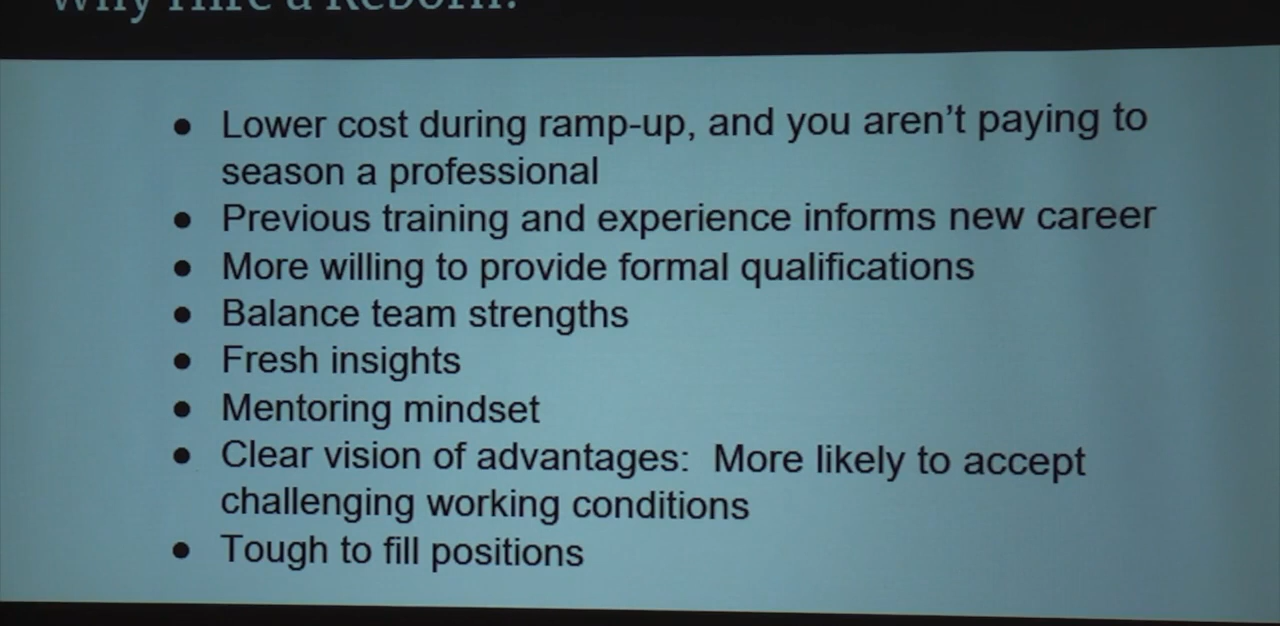 Why Hire a Reborn?
● Lower cost during ramp-up, and you aren't paying to
season a professional
● Previous training and experience informs new career
● More willing to provide formal qualifications
● Balance team strengths
● Fresh insights
● Mentoring mindset
● Clear vision of advantages:  More likely to accept
challenging working conditions
● Tough to fill positions